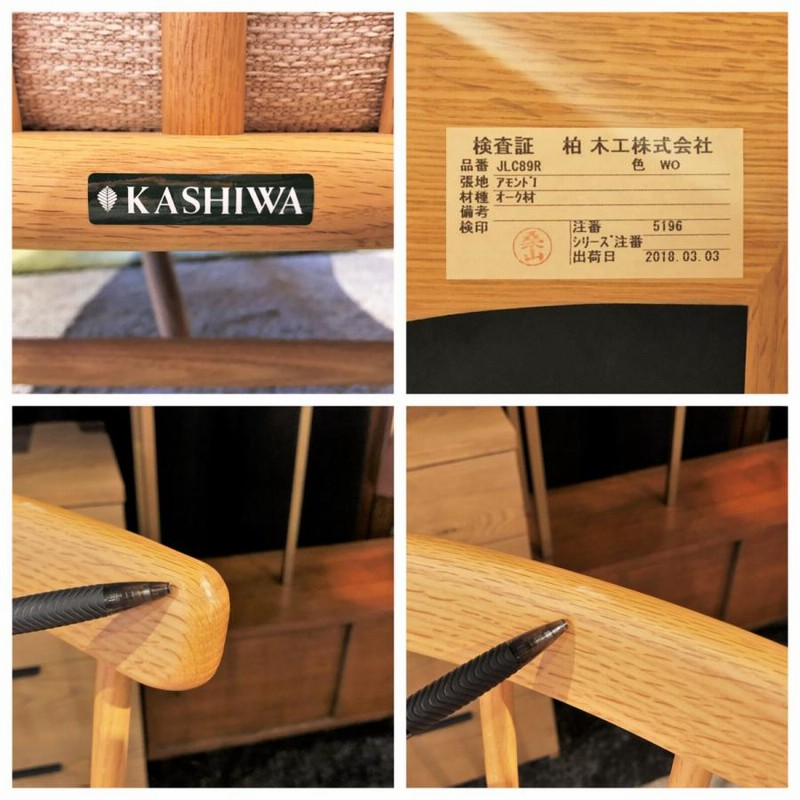 KASHIWA
検査証 柏 木工株式会社
品番 JLC89R 色 WO
張地 アモンド1
材種 オーク材
備考
検印 注番 5196
シリーズ注番
出荷日 2018.03.03